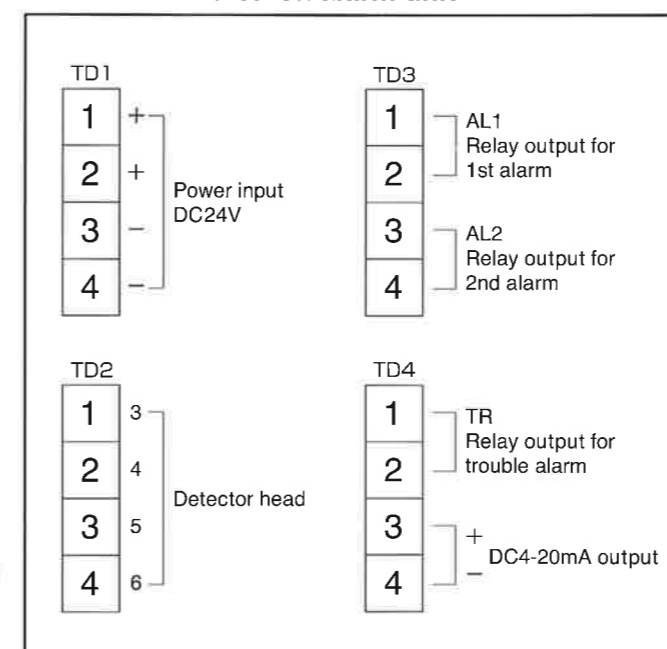 TD1
1 +
2 +
Power input
DC24V
3 −
4 −
TD3
1
AL1
Relay output for
1st alarm
2
3
AL2
Relay output for
2nd alarm
4
TD2
1 3
2 4
Detector head
3 5
4 6
TD4
1
TR
Relay output for
trouble alarm
2
3 +
DC4-20mA output
4 −